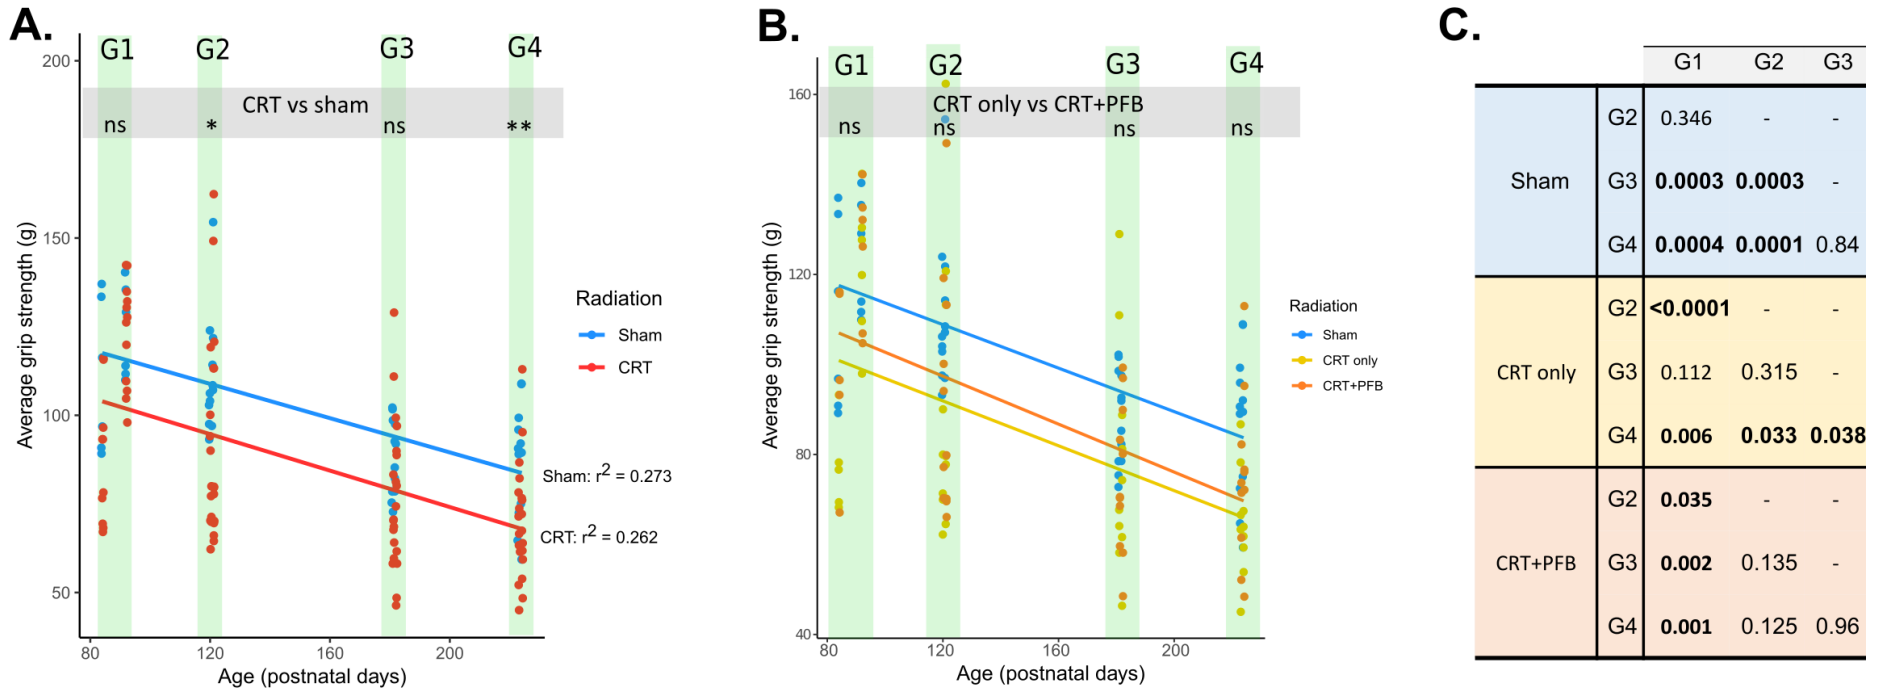 A.
G1 G2 G3 G4
CRT vs sham
ns * ns **
200
150
100
50
80 120 160 200
Average grip strength (g)
Age (postnatal days)
Radiation
Sham
CRT
Sham: r2 = 0.273
CRT: r2 = 0.262
B.
G1 G2 G3 G4
CRT only vs CRT+PFB
ns ns ns ns
160
120
80
40
80 120 160 200
Average grip strength (g)
Age (postnatal days)
Radiation
Sham
CRT only
CRT+PFB
C.
G1 G2 G3
Sham
G2 0.346 - -
G3 0.0003 0.0003 -
G4 0.0004 0.0001 0.84
CRT only
G2 <0.0001 - -
G3 0.112 0.315 -
G4 0.006 0.033 0.038
CRT+PFB
G2 0.035 - -
G3 0.002 0.135 -
G4 0.001 0.125 0.96